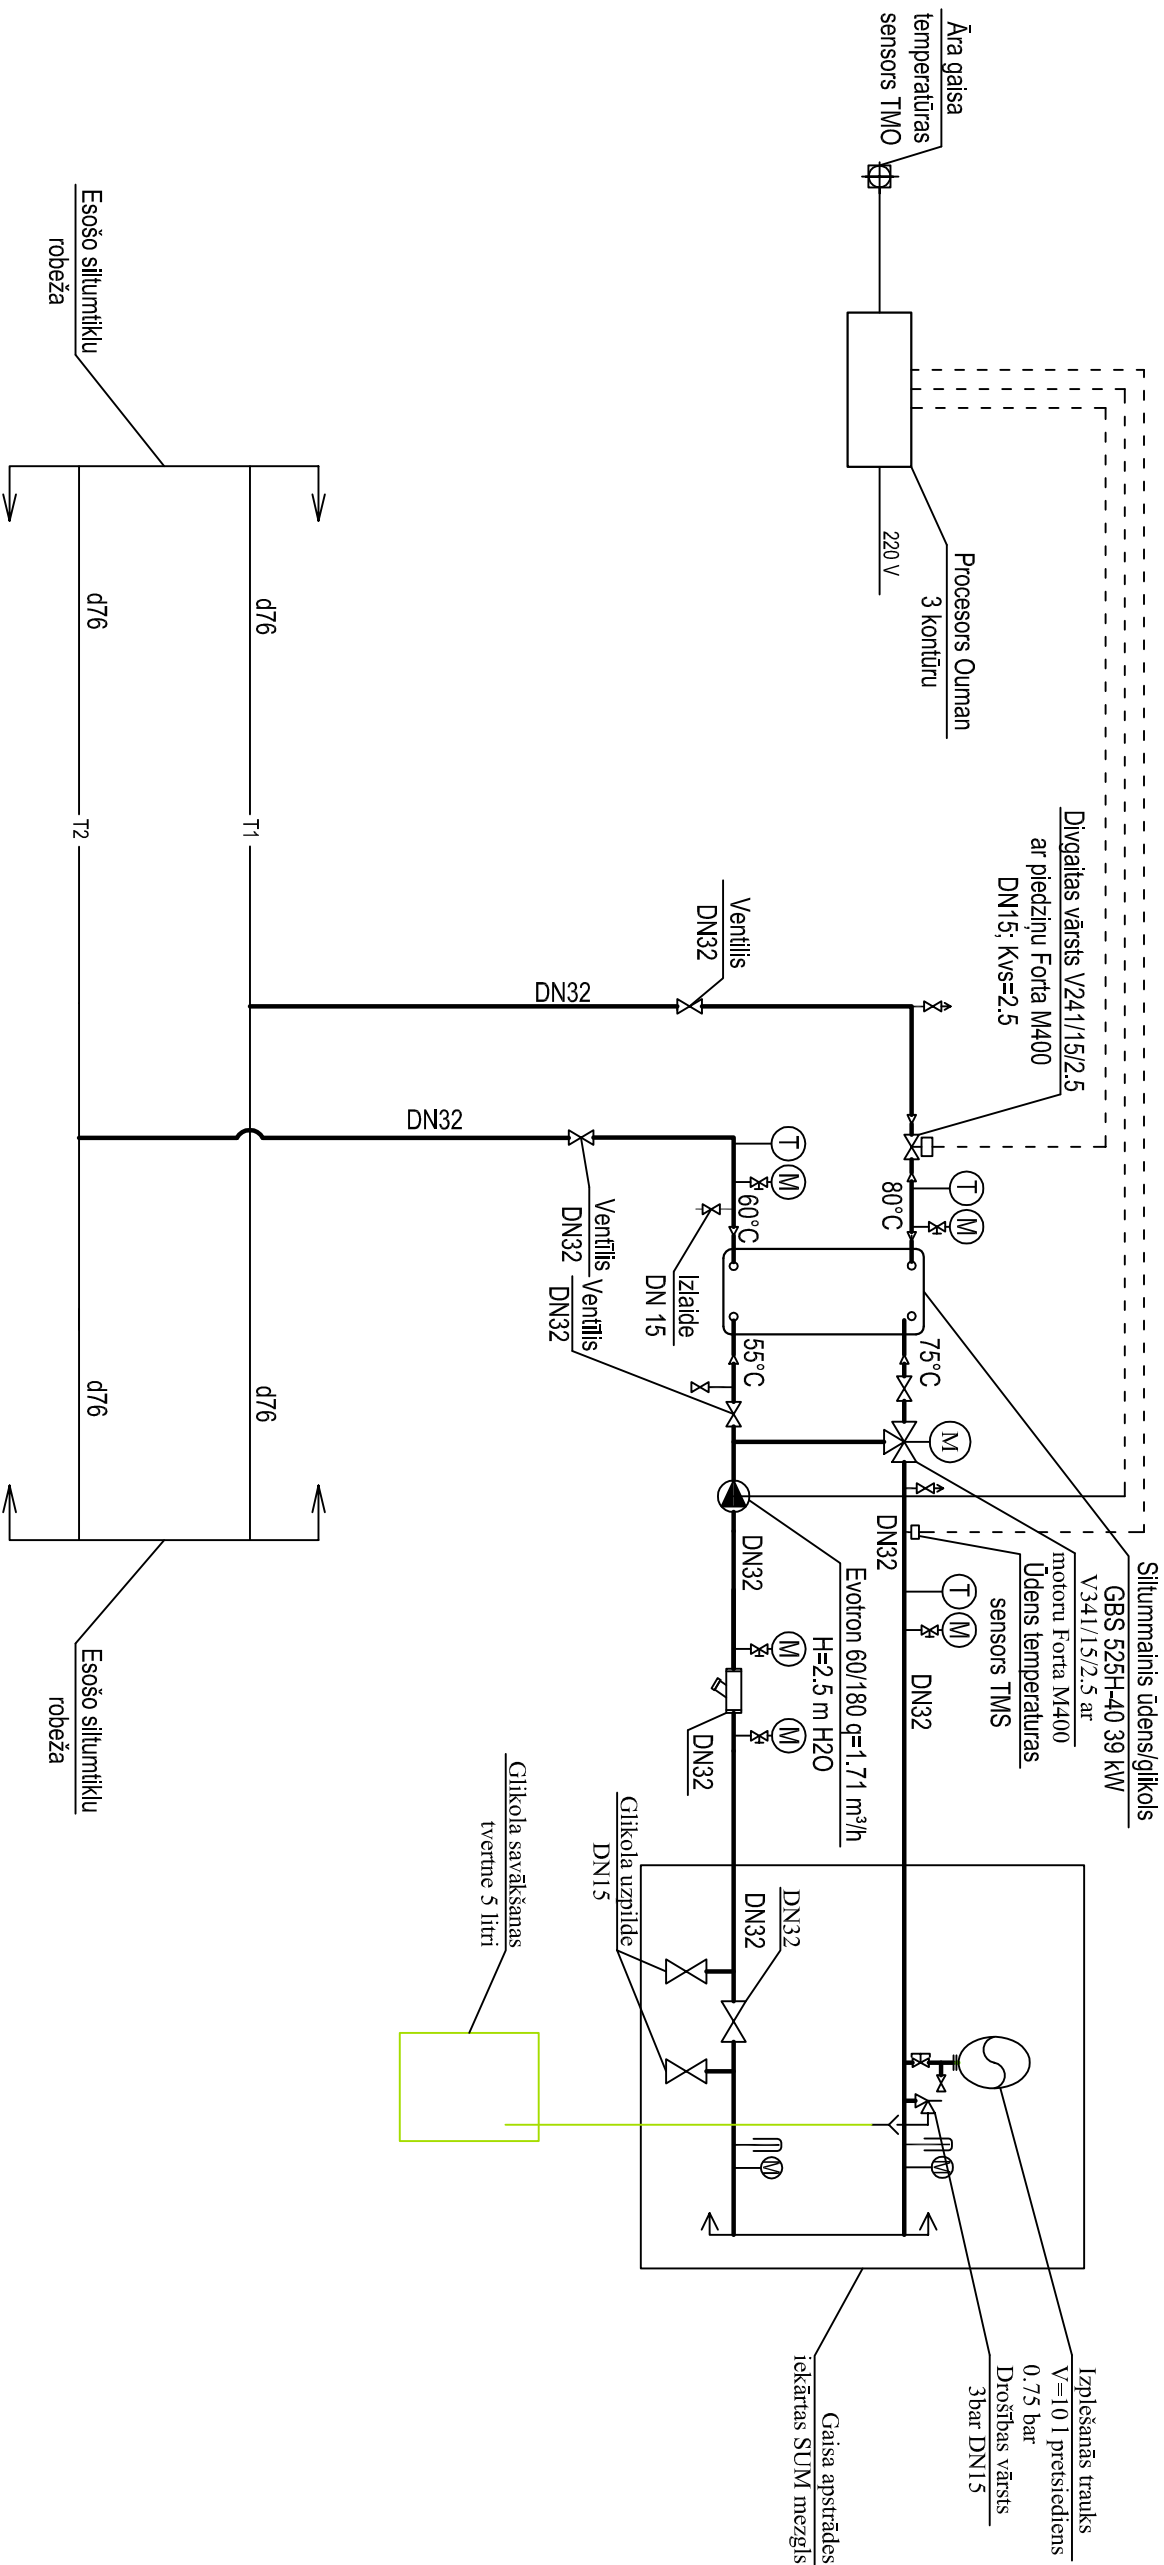 Āra gaisa
temperatūras
sensors TMO
Procesors Ouman
3 kontūru
220 V
Divgaitas vārsts V241/15/2.5
ar piedziņu Forta M400
DN15; Kvs=2.5
Siltummainis ūdens/glikols
GBS 525H-40 39 kW
V341/15/2.5 ar
motoru Forta M400
Ūdens temperatūras
sensors TMS
Izplešanās trauks
V=10 l pretsiediens
0.75 bar
Drošības vārsts
3bar DN15
Gaisa apstrādes
iekārtas SUM mezgls
T
M
80°C
75°C
M
DN32
T
M
DN32
M
Ventilis
DN32
DN32
T
M
60°C
Izlaide
DN 15
55°C
DN32
Evotron 60/180 q=1.71 m³/h
H=2.5 m H2O
M
M
DN32
DN32
DN32
M
DN32
Ventīlis
DN32
Ventīlis
DN32
Glikola uzpilde
DN15
Glikola savākšanas
tvertne 5 litri
Esošo siltumtiklu
robeža
d76
T1
d76
d76
T2
d76
Esošo siltumtiklu
robeža